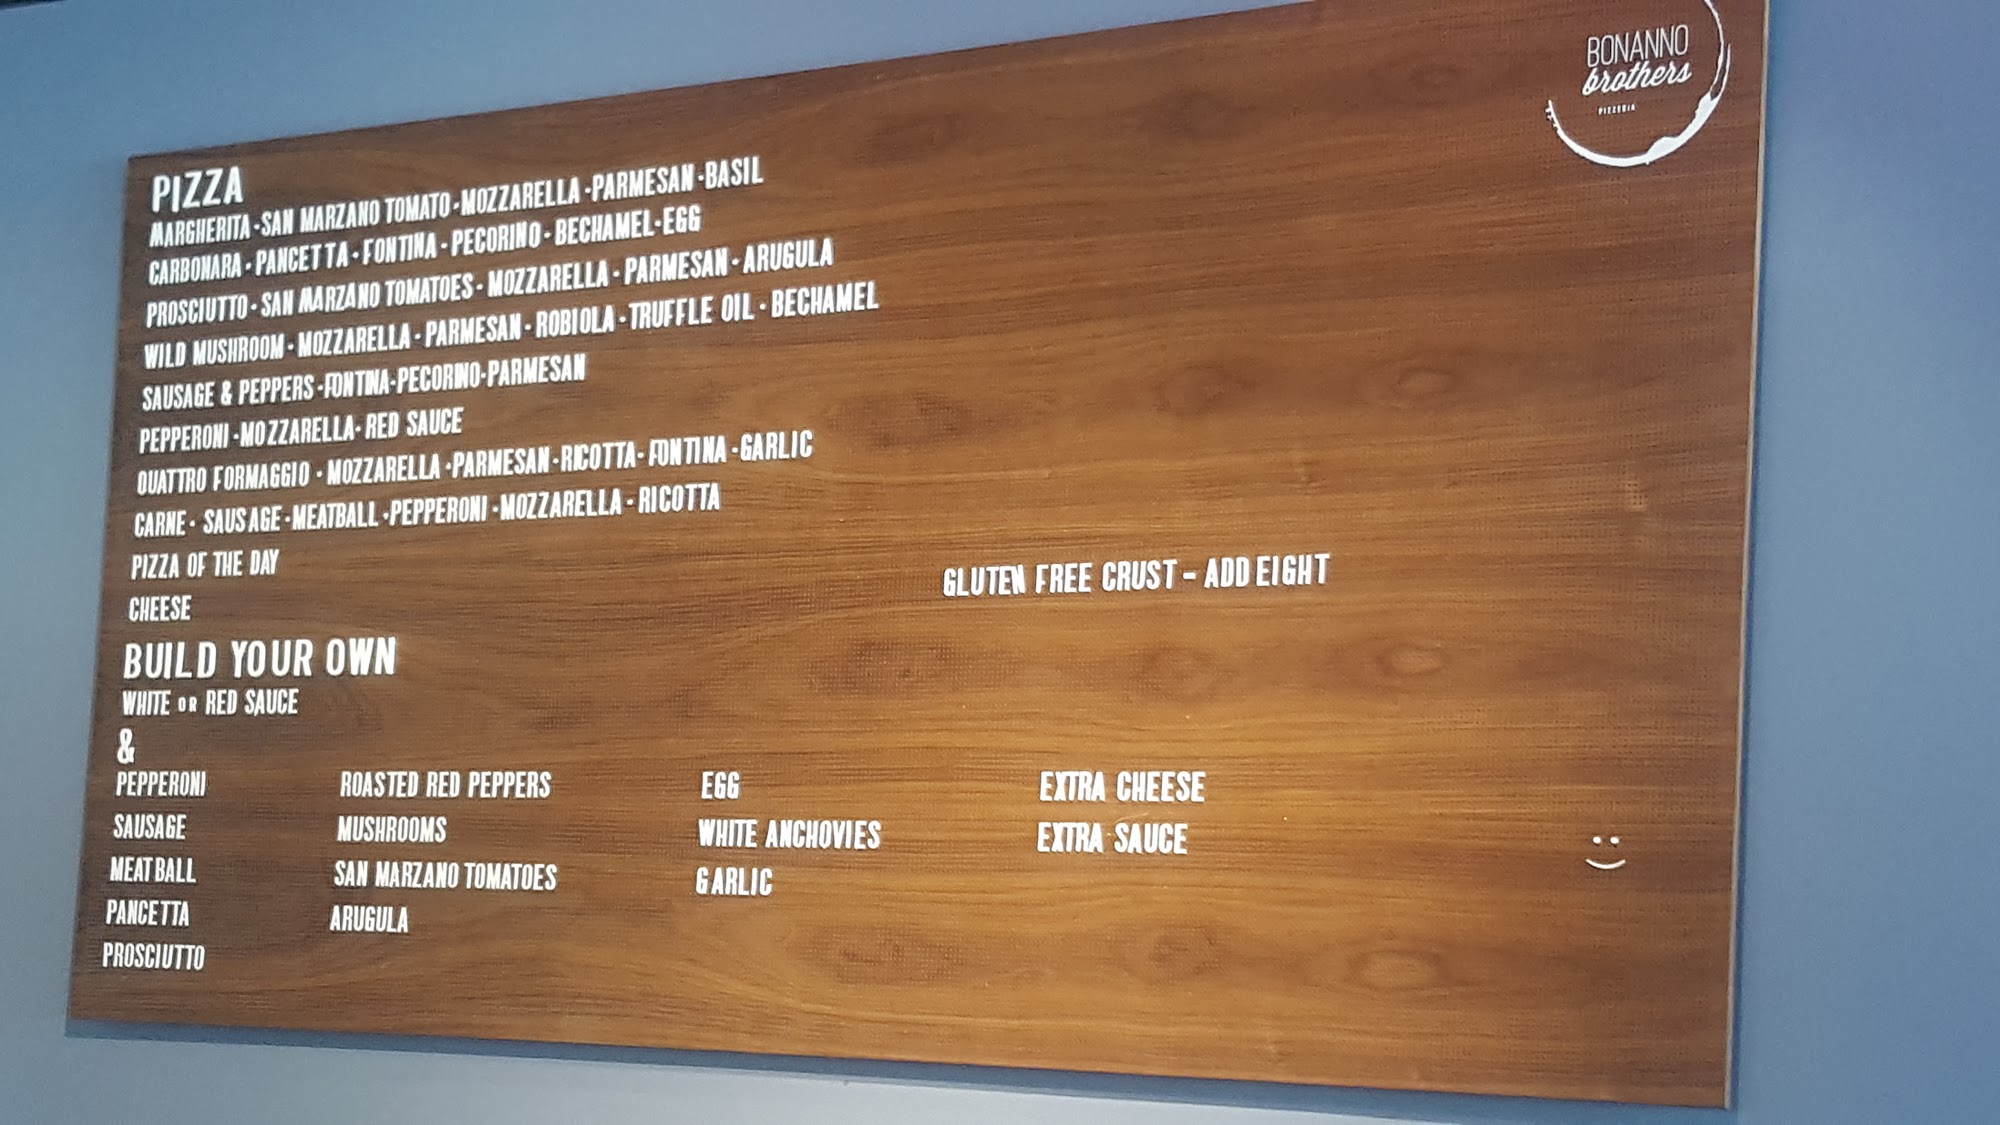 BONANNO
brothers
PIZZERIA
PIZZA
MARGHERITA • SAN MARZANO TOMATO • MOZZARELLA • PARMESAN • BASIL
CARBONARA • PANCETTA • FONTINA • PECORINO • BECHAMEL • EGG
PROSCIUTTO • SAN MARZANO TOMATOES • MOZZARELLA • PARMESAN • ARUGULA
WILD MUSHROOM • MOZZARELLA • PARMESAN • ROBIOLA • TRUFFLE OIL • BECHAMEL
SAUSAGE & PEPPERS • FONTINA • PECORINO • PARMESAN
PEPPERONI • MOZZARELLA • RED SAUCE
QUATTRO FORMAGGIO • MOZZARELLA • PARMESAN • RICOTTA • FONTINA • GARLIC
CARNE • SAUSAGE • MEATBALL • PEPPERONI • MOZZARELLA • RICOTTA
PIZZA OF THE DAY
CHEESE
GLUTEN FREE CRUST - ADD EIGHT
BUILD YOUR OWN
WHITE OR RED SAUCE
&
PEPPERONI
SAUSAGE
MEATBALL
PANCETTA
PROSCIUTTO
ROASTED RED PEPPERS
MUSHROOMS
SAN MARZANO TOMATOES
ARUGULA
EGG
WHITE ANCHOVIES
GARLIC
EXTRA CHEESE
EXTRA SAUCE